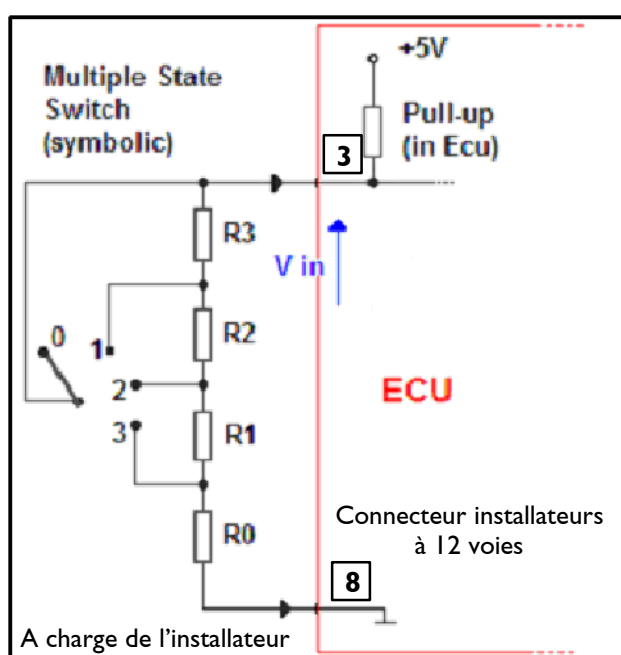 Multiple State
Switch
(symbolic)
+5V
Pull-up
(in Ecu)
3
R3
V in
0
1
R2
2
3
R1
ECU
R0
Connecteur installateurs
à 12 voies
8
A charge de l'installateur